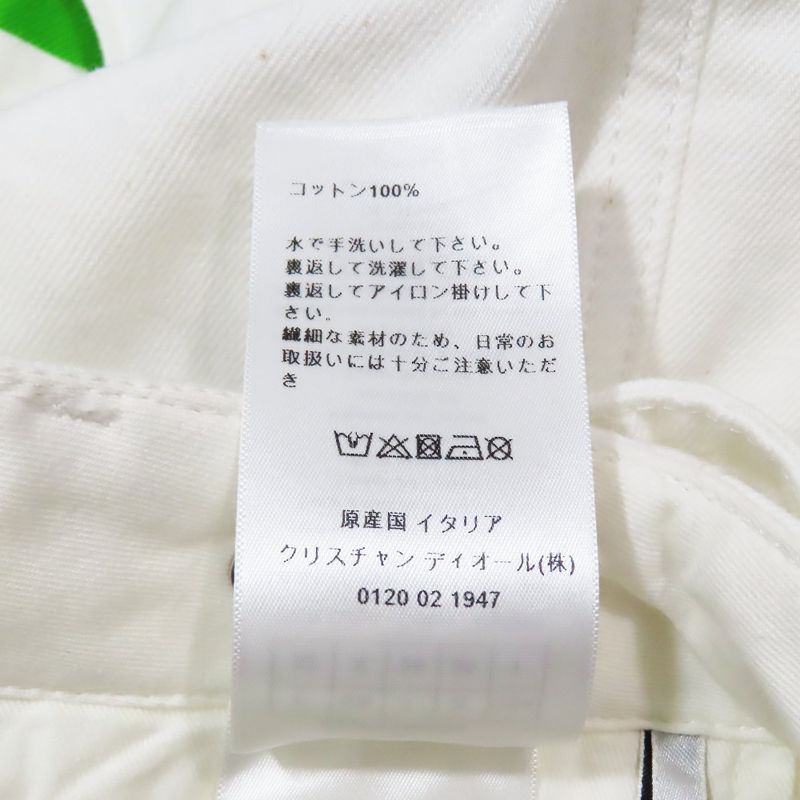 コットン100%
水で手洗いして下さい。
裏返して洗濯して下さい。
裏返してアイロン掛けして下
さい。
繊細な素材のため、日常のお
取扱いには十分ご注意いただ
き
原産国 イタリア
クリスチャン ディオール(株)
0120 02 1947